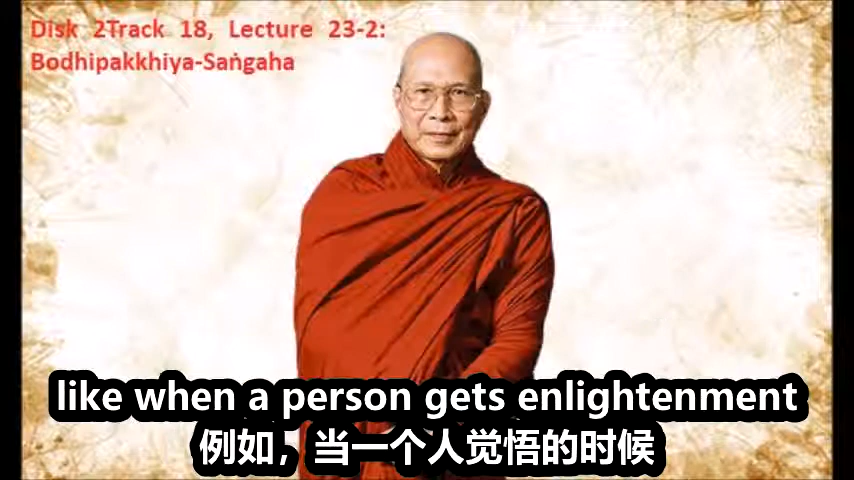 Disk 2Track 18, Lecture 23-2:
Bodhipakkhiya-Saṅgaha
like when a person gets enlightenment
例如，当一个人觉悟的时候